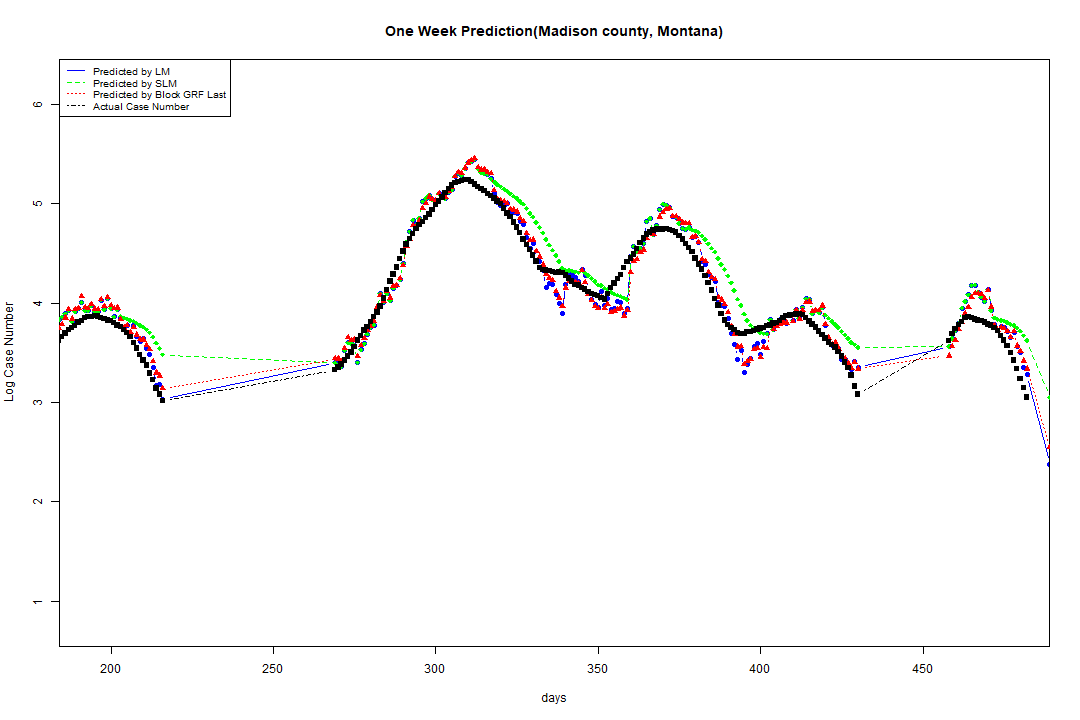 One Week Prediction(Madison county, Montana)
Predicted by LM
Predicted by SLM
Predicted by Block GRF Last
Actual Case Number
6
5
4
3
2
1
Log Case Number
200 250 300 350 400 450
days